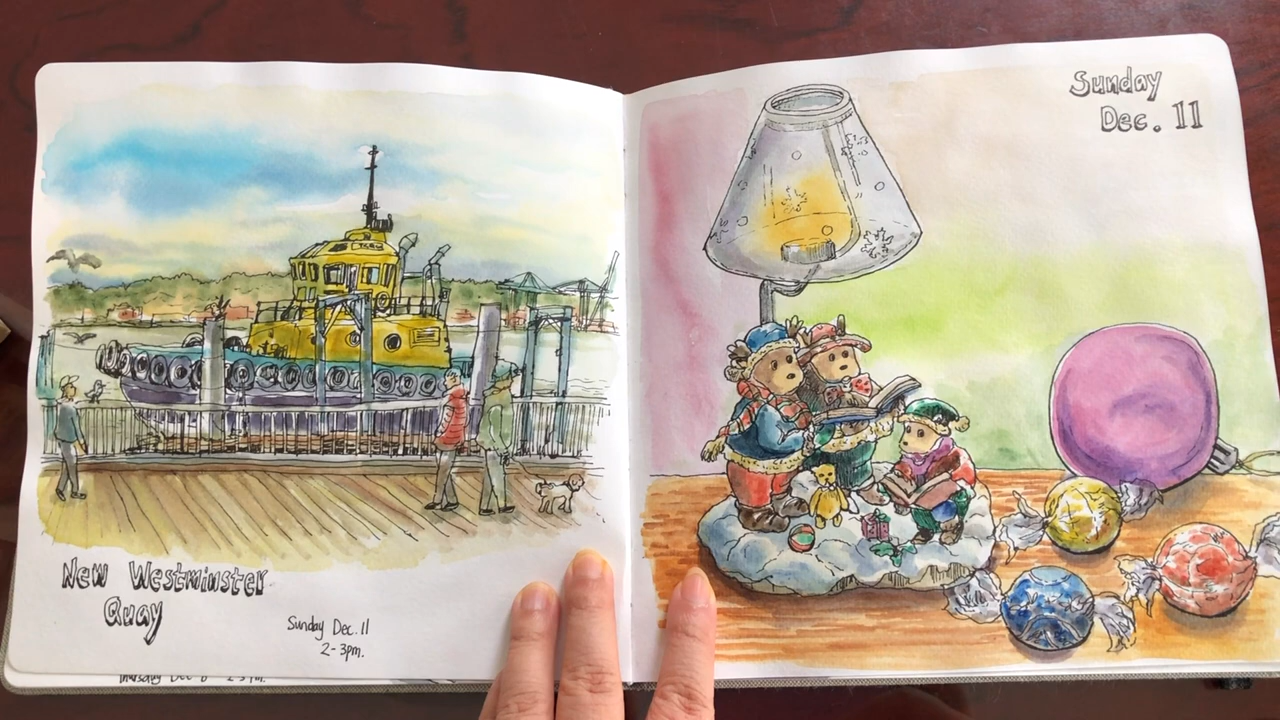 New Westminster
Quay
Sunday Dec. 11
2-3pm.
Sunday
Dec. 11